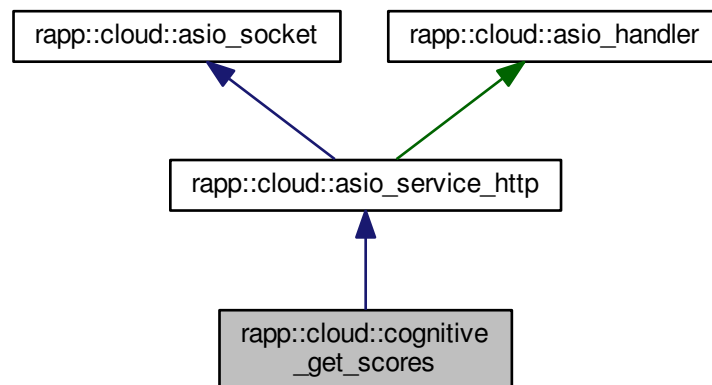 rapp::cloud::asio_socket
rapp::cloud::asio_handler
rapp::cloud::asio_service_http
rapp::cloud::cognitive
_get_scores